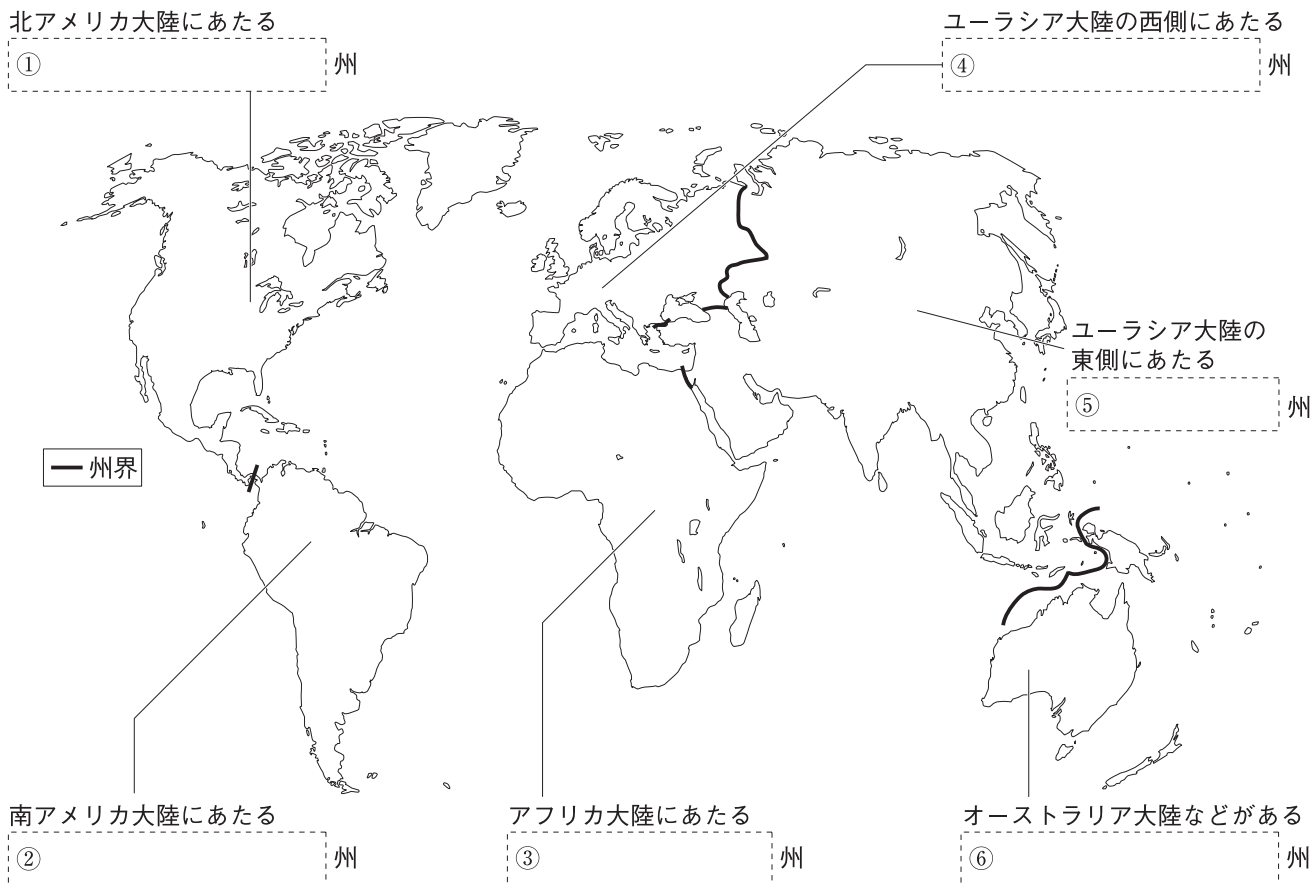 北アメリカ大陸にあたる
① 州
ユーラシア大陸の西側にあたる
④ 州
ユーラシア大陸の
東側にあたる
⑤ 州
州界
南アメリカ大陸にあたる
② 州
アフリカ大陸にあたる
③ 州
オーストラリア大陸などがある
⑥ 州